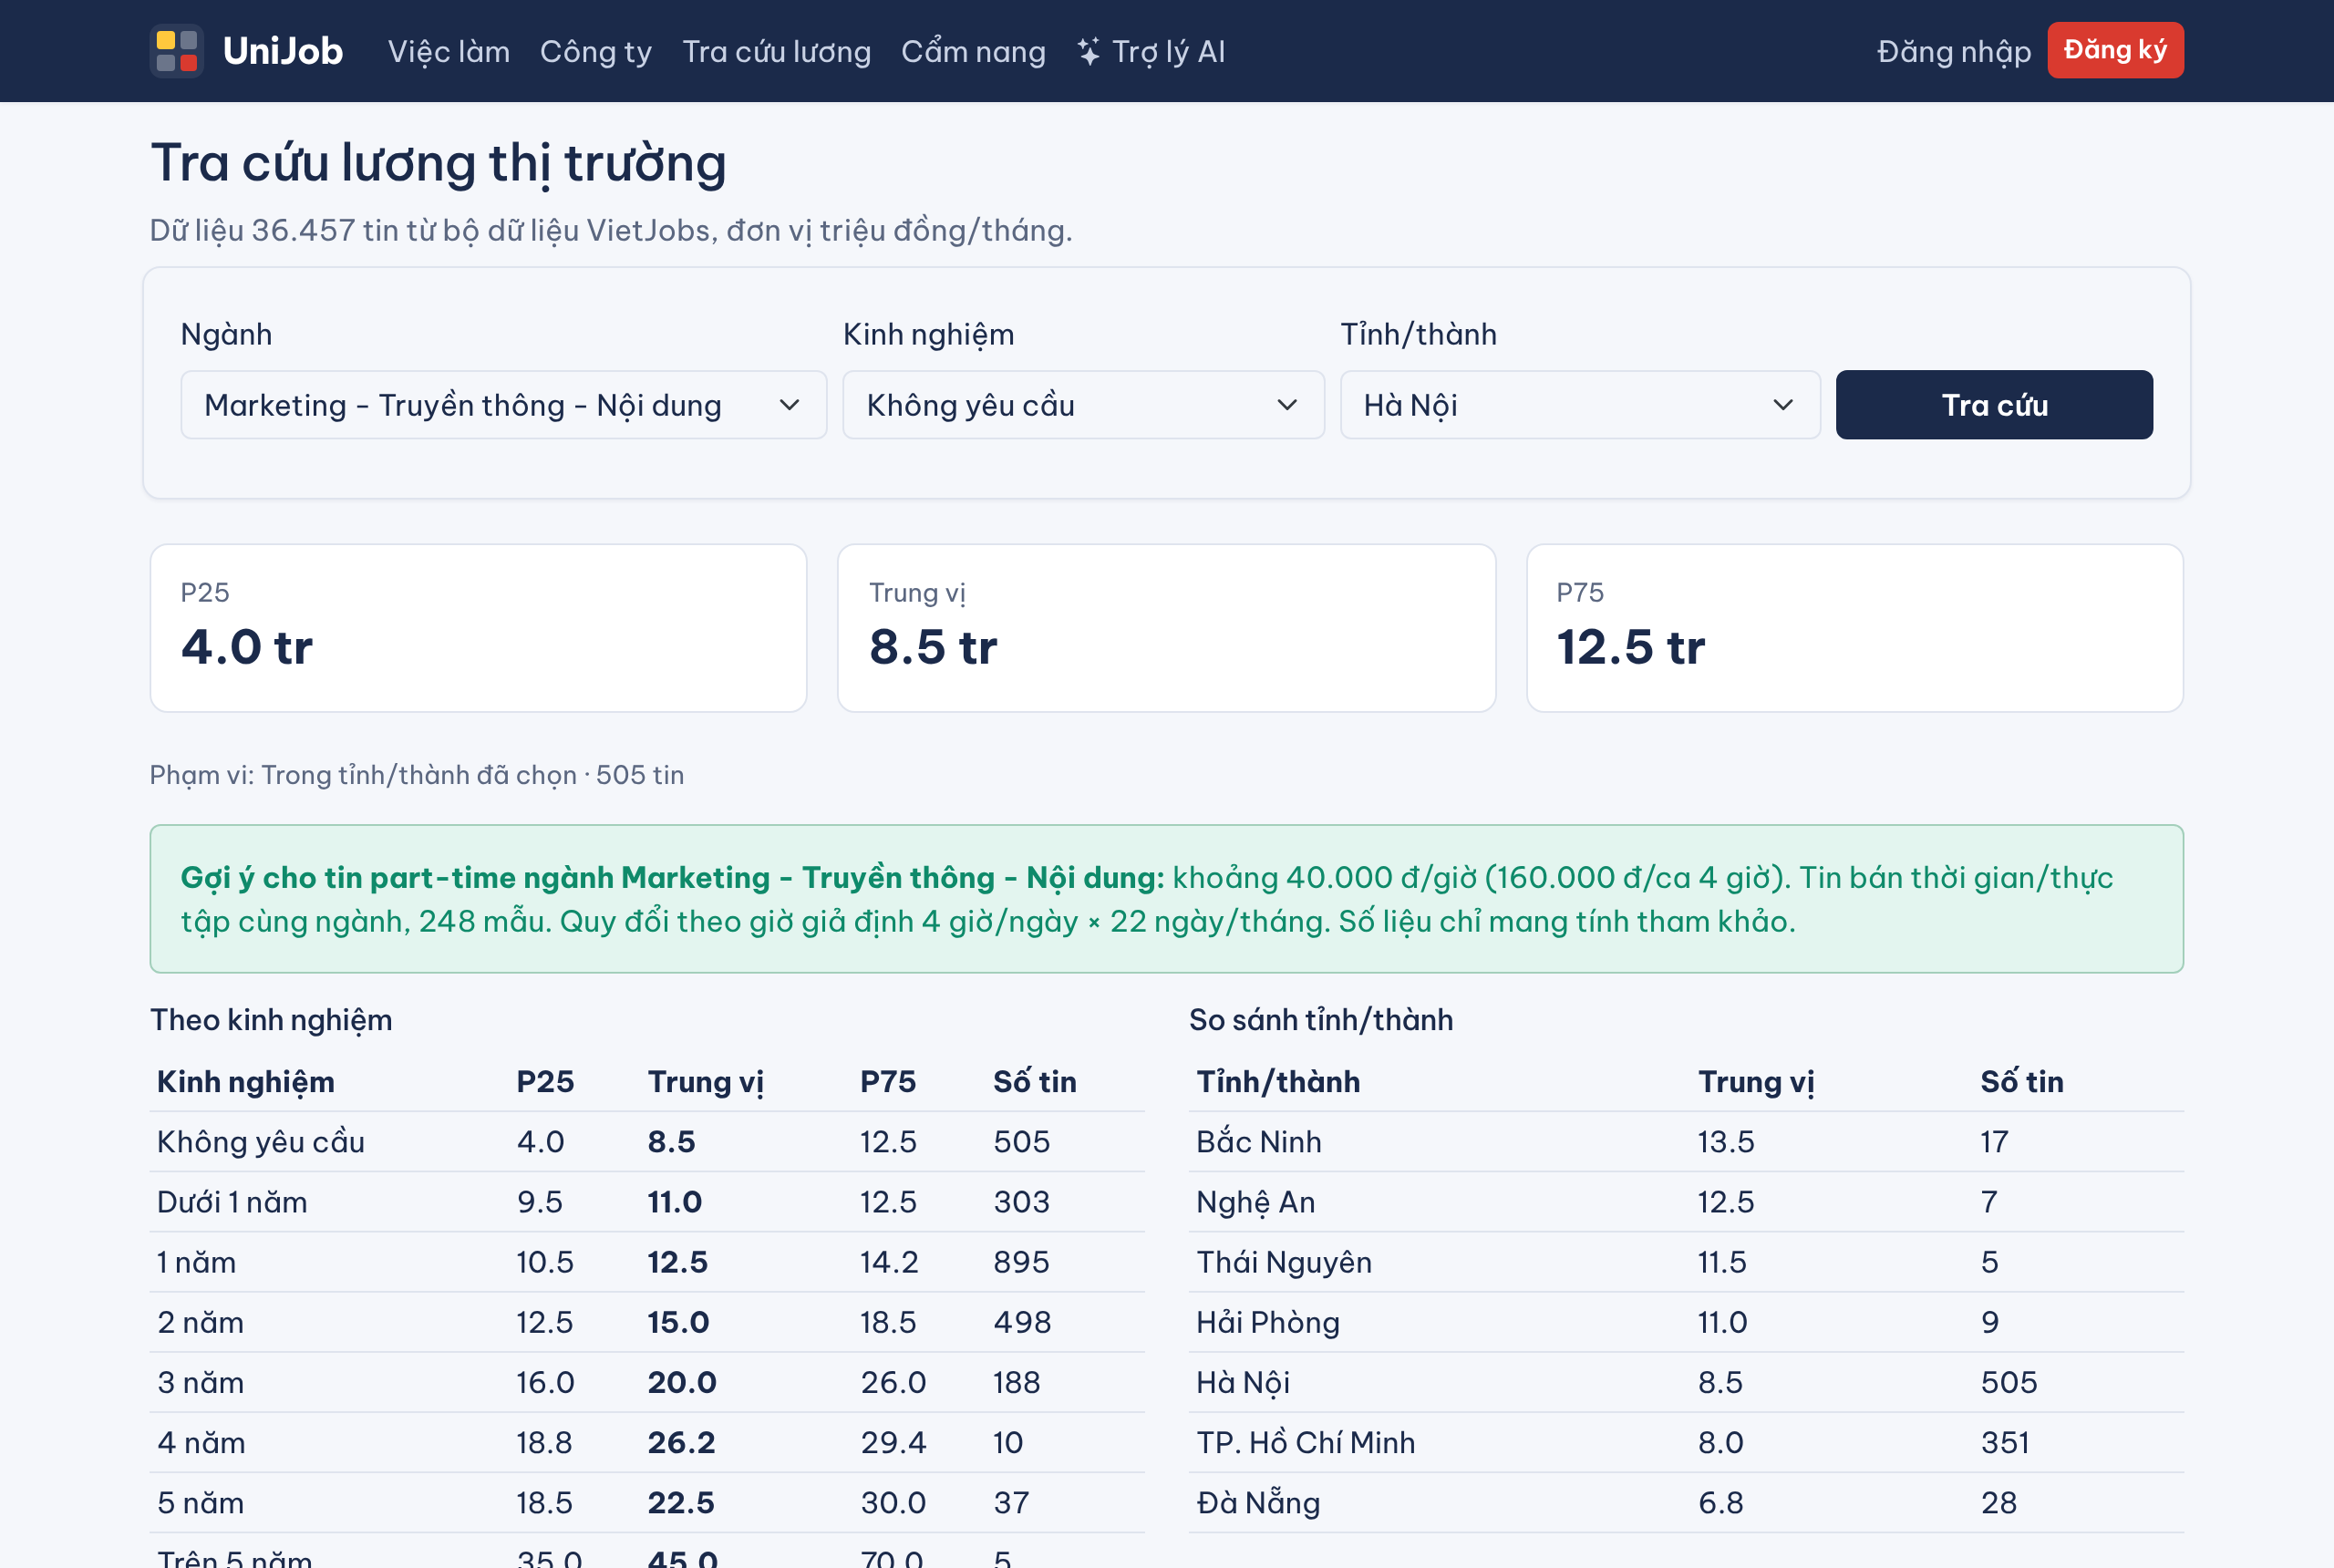 UniJob Việc làm Công ty Tra cứu lương Cẩm nang Trợ lý AI Đăng nhập Đăng ký
Tra cứu lương thị trường
Dữ liệu 36.457 tin từ bộ dữ liệu VietJobs, đơn vị triệu đồng/tháng.
Ngành Kinh nghiệm Tỉnh/thành
Marketing - Truyền thông - Nội dung Không yêu cầu Hà Nội Tra cứu
P25 Trung vị P75
4.0 tr 8.5 tr 12.5 tr
Phạm vi: Trong tỉnh/thành đã chọn · 505 tin
Gợi ý cho tin part-time ngành Marketing - Truyền thông - Nội dung: khoảng 40.000 đ/giờ (160.000 đ/ca 4 giờ). Tin bán thời gian/thực
tập cùng ngành, 248 mẫu. Quy đổi theo giờ giả định 4 giờ/ngày × 22 ngày/tháng. Số liệu chỉ mang tính tham khảo.
Theo kinh nghiệm
Kinh nghiệm P25 Trung vị P75 Số tin
Không yêu cầu 4.0 8.5 12.5 505
Dưới 1 năm 9.5 11.0 12.5 303
1 năm 10.5 12.5 14.2 895
2 năm 12.5 15.0 18.5 498
3 năm 16.0 20.0 26.0 188
4 năm 18.8 26.2 29.4 10
5 năm 18.5 22.5 30.0 37
Trên 5 năm 35.0 45.0 70.0 5
So sánh tỉnh/thành
Tỉnh/thành Trung vị Số tin
Bắc Ninh 13.5 17
Nghệ An 12.5 7
Thái Nguyên 11.5 5
Hải Phòng 11.0 9
Hà Nội 8.5 505
TP. Hồ Chí Minh 8.0 351
Đà Nẵng 6.8 28